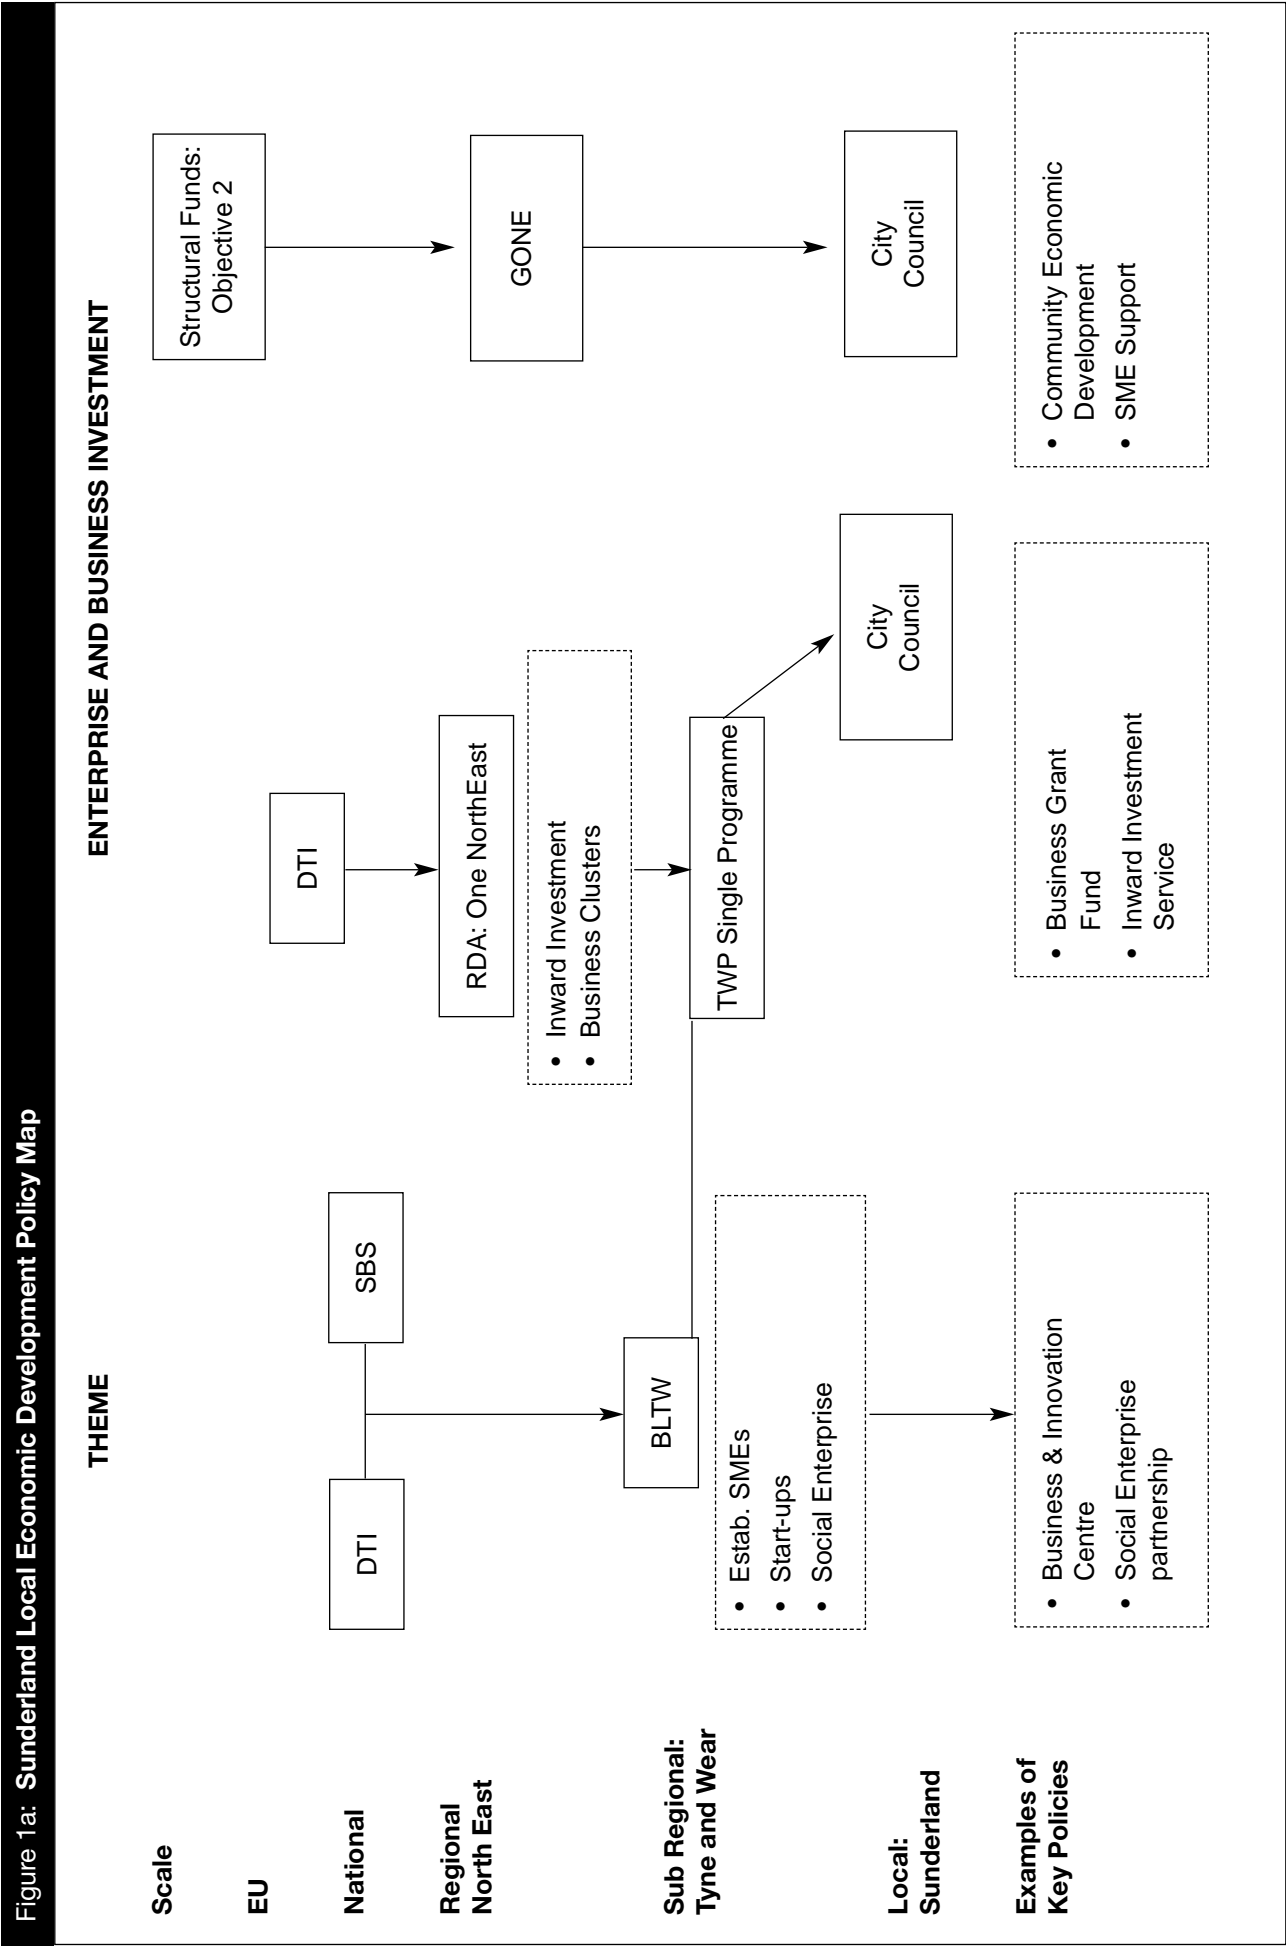 Figure 1a: Sunderland Local Economic Development Policy Map
THEME
ENTERPRISE AND BUSINESS INVESTMENT
Scale
EU
National
Regional
North East
Sub Regional:
Tyne and Wear
Local:
Sunderland
Examples of
Key Policies
DTI
SBS
BLTW
• Estab. SMEs
• Start-ups
• Social Enterprise
• Business & Innovation
Centre
• Social Enterprise
partnership
DTI
RDA: One NorthEast
• Inward Investment
• Business Clusters
TWP Single Programme
City
Council
• Business Grant
Fund
• Inward Investment
Service
Structural Funds:
Objective 2
GONE
City
Council
• Community Economic
Development
• SME Support